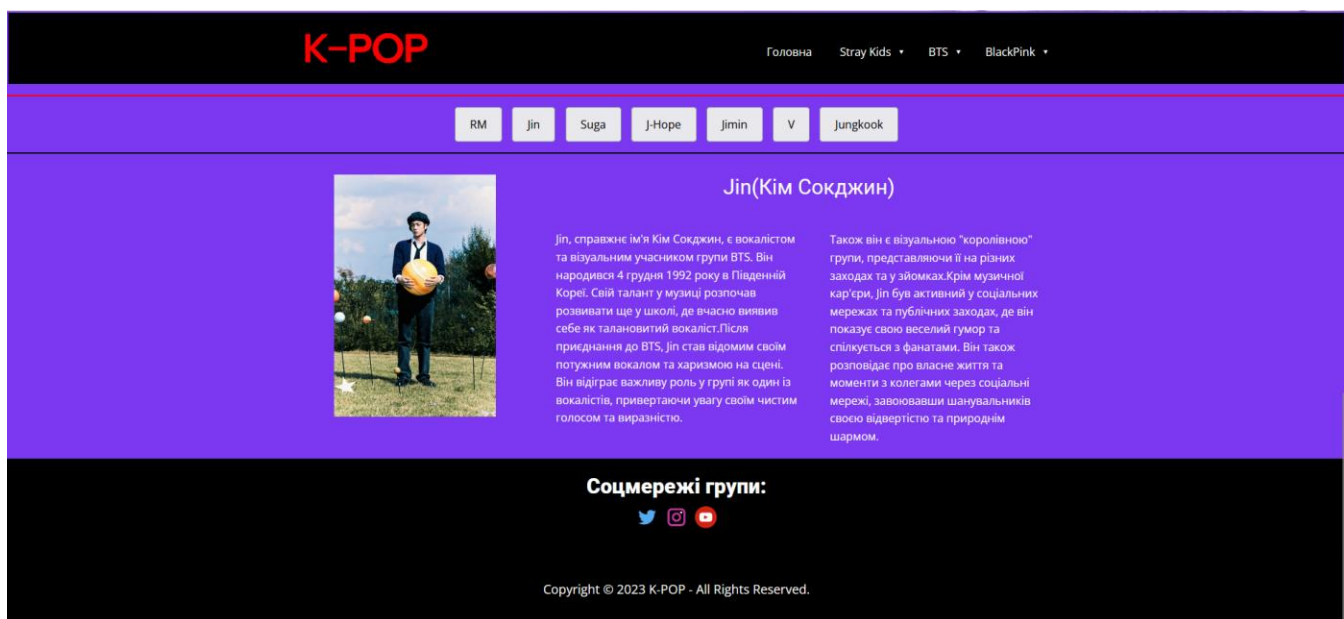 K-POP
Головна Stray Kids BTS BlackPink
RM Jin Suga J-Hope Jimin V Jungkook
Jin(Кім Сокджин)
Jin, справжнє ім'я Кім Сокджин, є вокалістом
та візуальним учасником групи BTS. Він
народився 4 грудня 1992 року в Південній
Кореї. Свій талант у музиці розпочав
розвивати ще у школі, де вчасно виявив
себе як талановитий вокаліст.Після
приєднання до BTS, Jin став відомим своїм
потужним вокалом та харизмою на сцені.
Він відіграє важливу роль у групі як один із
вокалістів, привертаючи увагу своїм чистим
голосом та виразністю.
Також він є візуальною "королівною"
групи, представляючи її на різних
заходах та у зйомках.Крім музичної
кар'єри, Jin був активний у соціальних
мережах та публічних заходах, де він
показує свою веселий гумор та
спілкується з фанатами. Він також
розповідає про власне життя та
моменти з колегами через соціальні
мережі, завоювавши шанувальників
своєю відвертістю та природнім
шармом.
Соцмережі групи:
Copyright © 2023 K-POP - All Rights Reserved.